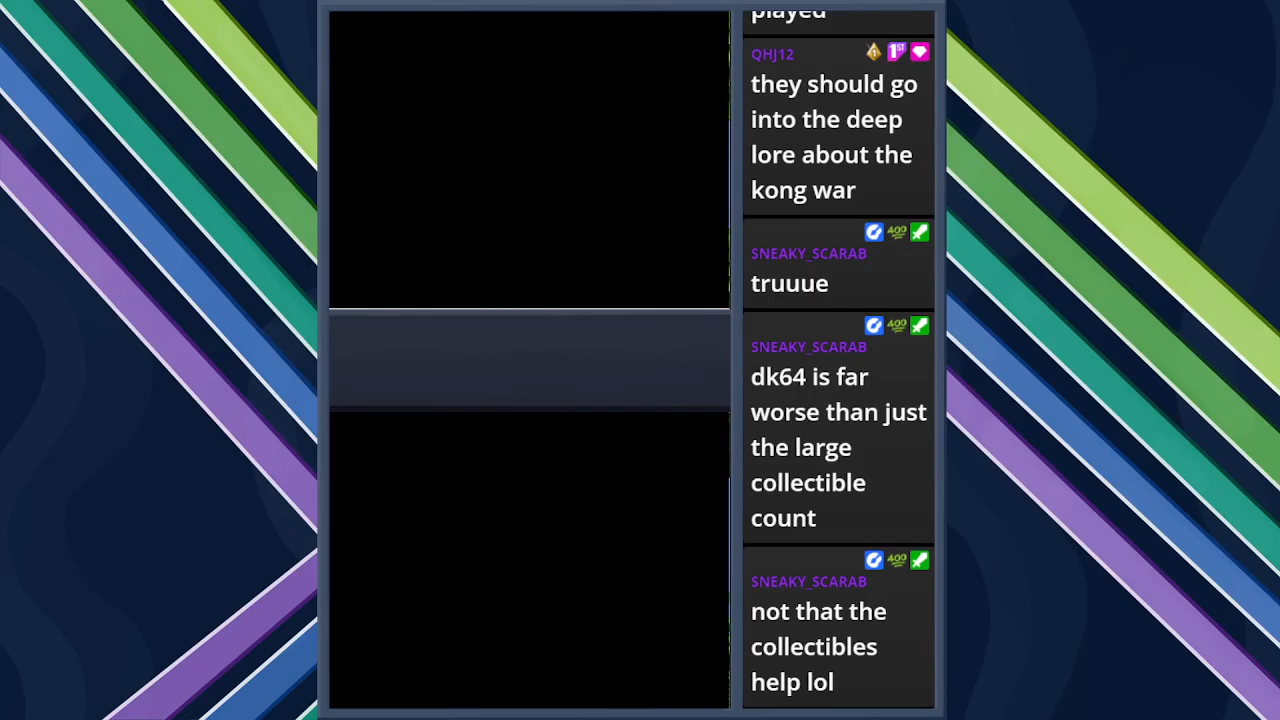 played
QHJ12
they should go
into the deep
lore about the
kong war
SNEAKY_SCARAB
truuue
SNEAKY_SCARAB
dk64 is far
worse than just
the large
collectible
count
SNEAKY_SCARAB
not that the
collectibles
help lol